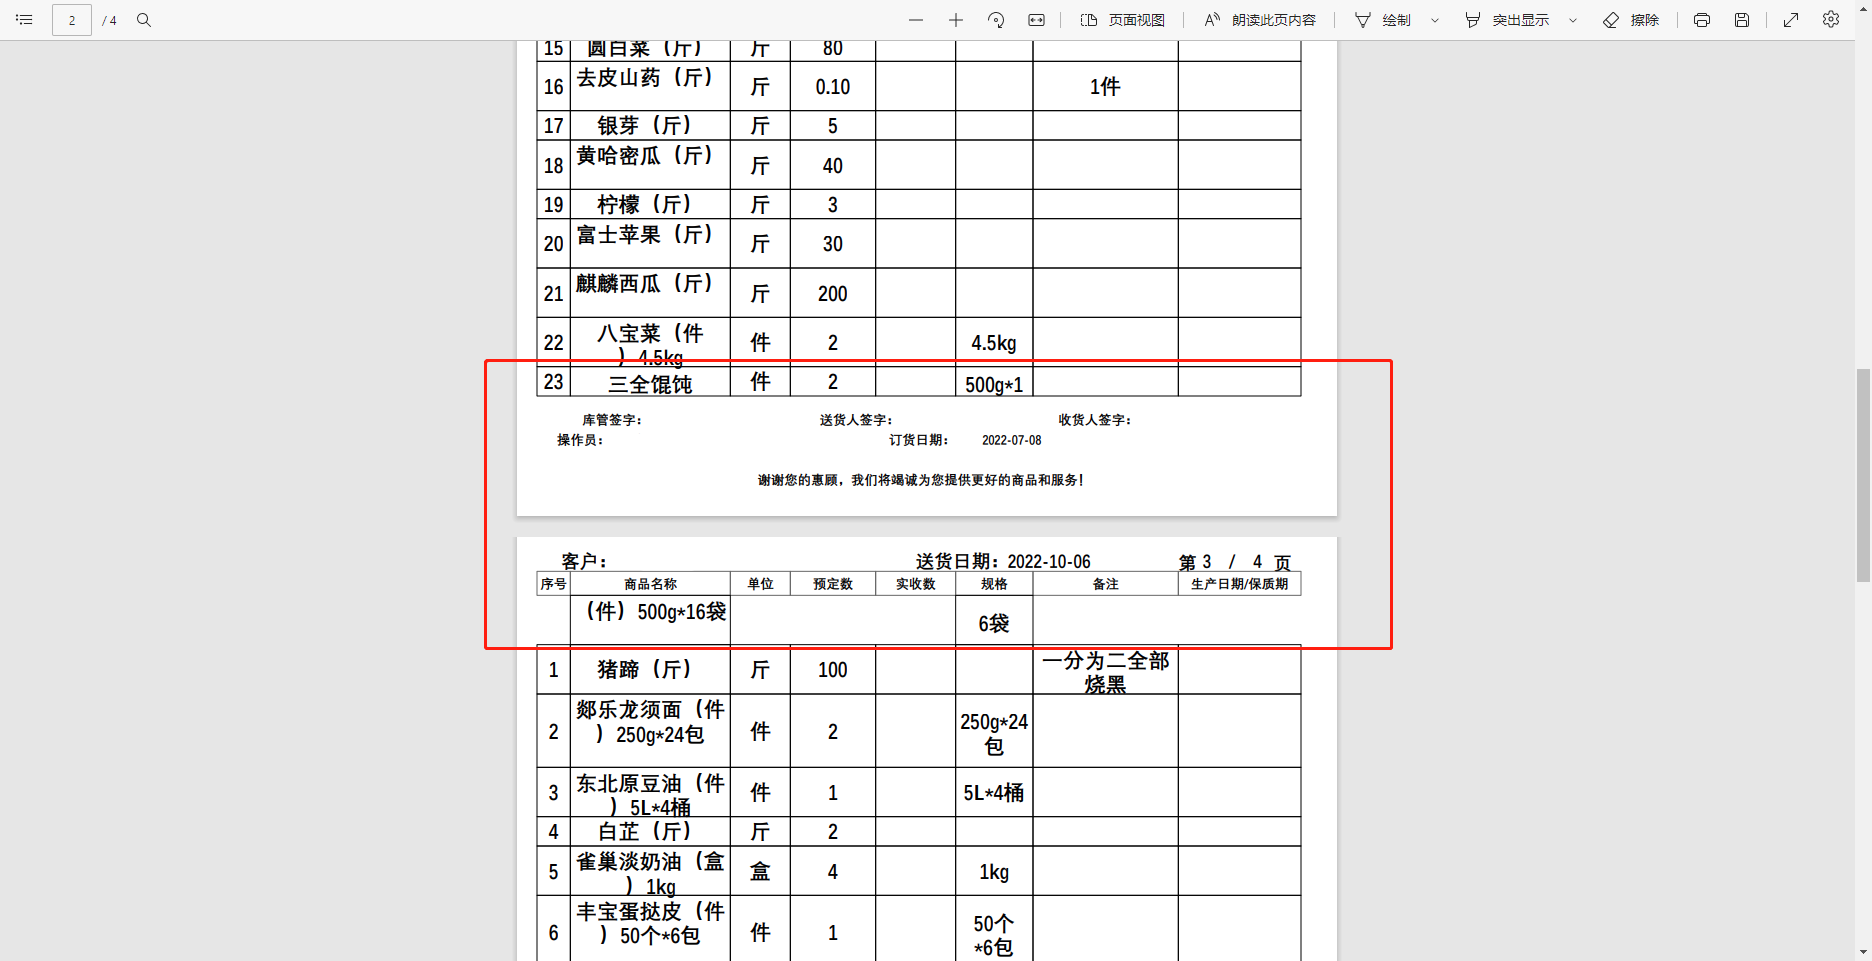 2 / 4 页面视图 朗读此页内容 绘制 突出显示 擦除
15 圆白菜（斤） 斤 80
16 去皮山药（斤） 斤 0.10 1件
17 银芽（斤） 斤 5
18 黄哈密瓜（斤） 斤 40
19 柠檬（斤） 斤 3
20 富士苹果（斤） 斤 30
21 麒麟西瓜（斤） 斤 200
22 八宝菜（件
）4.5kg 件 2 4.5kg
23 三全馄饨 件 2 500g*1
库管签字： 送货人签字： 收货人签字：
操作员： 订货日期： 2022-07-08
谢谢您的惠顾，我们将竭诚为您提供更好的商品和服务！
客户： 送货日期：2022-10-06 第 3 / 4 页
序号 商品名称 单位 预定数 实收数 规格 备注 生产日期/保质期
（件）500g*16袋 6袋
1 猪蹄（斤） 斤 100 一分为二全部
烧黑
2 郯乐龙须面（件
）250g*24包 件 2 250g*24
包
3 东北原豆油（件
）5L*4桶 件 1 5L*4桶
4 白芷（斤） 斤 2
5 雀巢淡奶油（盒
）1kg 盒 4 1kg
6 丰宝蛋挞皮（件
）50个*6包 件 1 50个
*6包